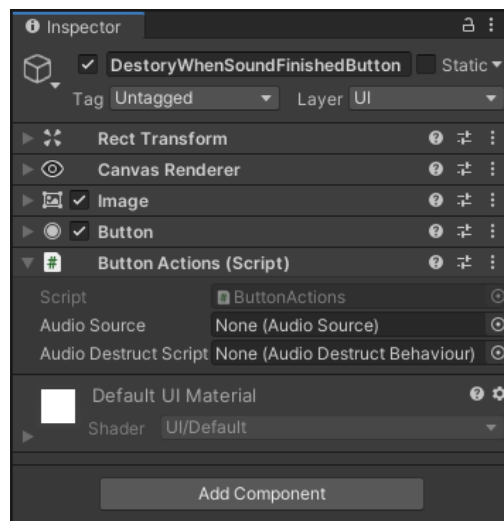 Inspector
DestoryWhenSoundFinishedButton Static
Tag Untagged Layer UI
Rect Transform
Canvas Renderer
Image
Button
# Button Actions (Script)
Script # ButtonActions
Audio Source None (Audio Source)
Audio Destruct Script None (Audio Destruct Behaviour)
Default UI Material
Shader UI/Default
Add Component